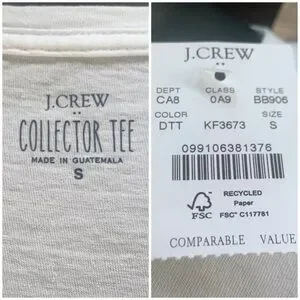 J.CREW
COLLECTOR TEE
MADE IN GUATEMALA
S
J.CREW
DEPT CLASS STYLE
CA8 0A9 BB906
COLOR SIZE
DTT KF3673 S
099106381376
FSC
RECYCLED
Paper
FSC® C117781
COMPARABLE VALUE